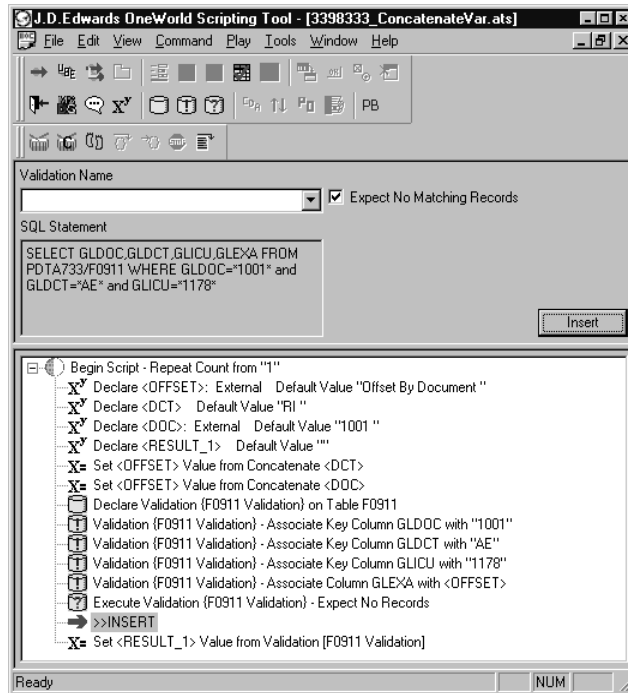 J.D.Edwards OneWorld Scripting Tool - [3398333_ConcatenateVar.ats]
File Edit View Command Play Tools Window Help
UBE
PB
Validation Name
Expect No Matching Records
SQL Statement
SELECT GLDOC,GLDCT,GLICU,GLEXA FROM
PDTA733/F0911 WHERE GLDOC=*1001* and
GLDCT=*AE* and GLICU=*1178*
Insert
Begin Script - Repeat Count from "1"
Declare <OFFSET>: External Default Value "Offset By Document "
Declare <DCT> Default Value "RI "
Declare <DOC>: External Default Value "1001 "
Declare <RESULT_1> Default Value ""
Set <OFFSET> Value from Concatenate <DCT>
Set <OFFSET> Value from Concatenate <DOC>
Declare Validation {F0911 Validation} on Table F0911
Validation {F0911 Validation} - Associate Key Column GLDOC with "1001"
Validation {F0911 Validation} - Associate Key Column GLDCT with "AE"
Validation {F0911 Validation} - Associate Key Column GLICU with "1178"
Validation {F0911 Validation} - Associate Column GLEXA with <OFFSET>
Execute Validation {F0911 Validation} - Expect No Records
>>INSERT
Set <RESULT_1> Value from Validation [F0911 Validation]
Ready NUM